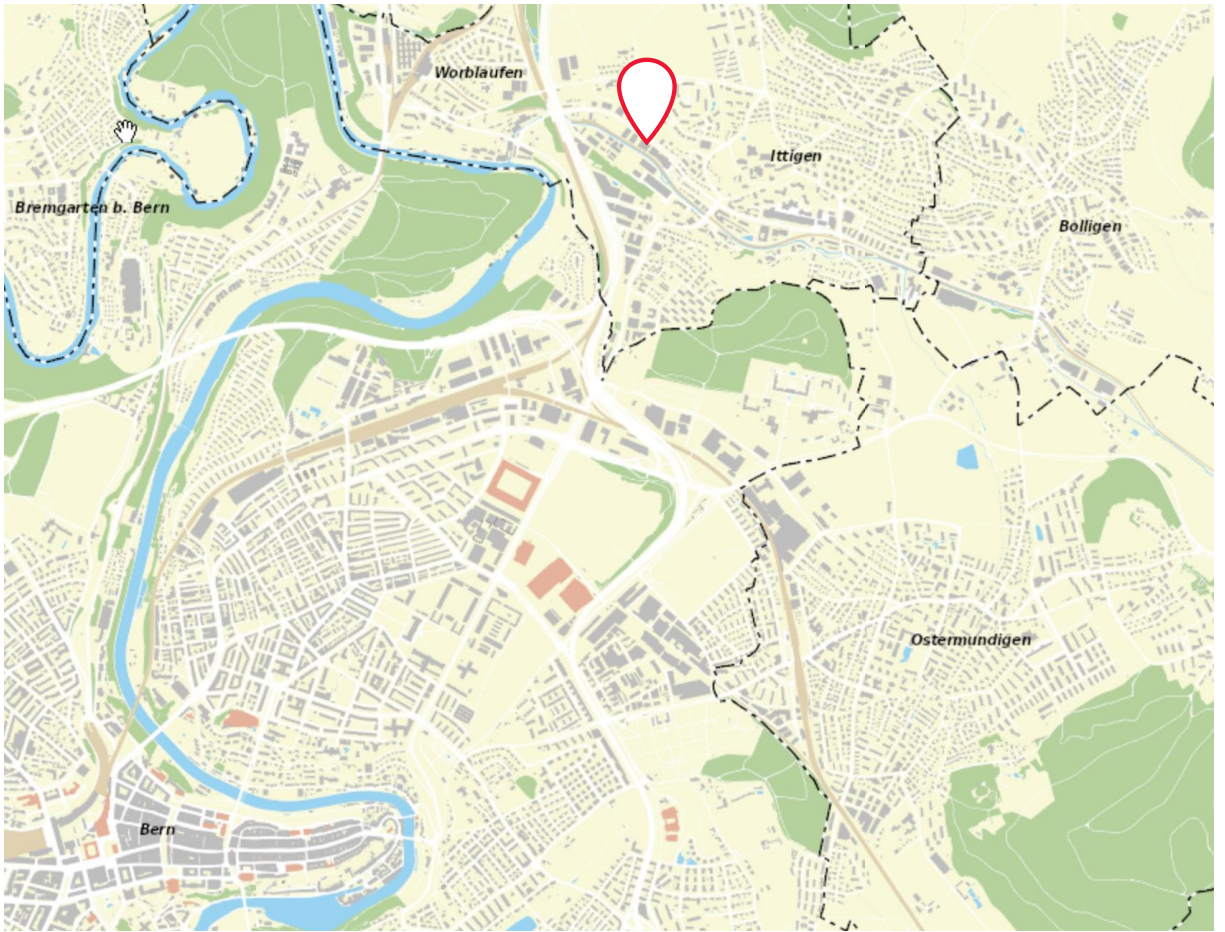 Worblaufen
Ittigen
Bremgarten b. Bern
Bolligen
Ostermundigen
Bern